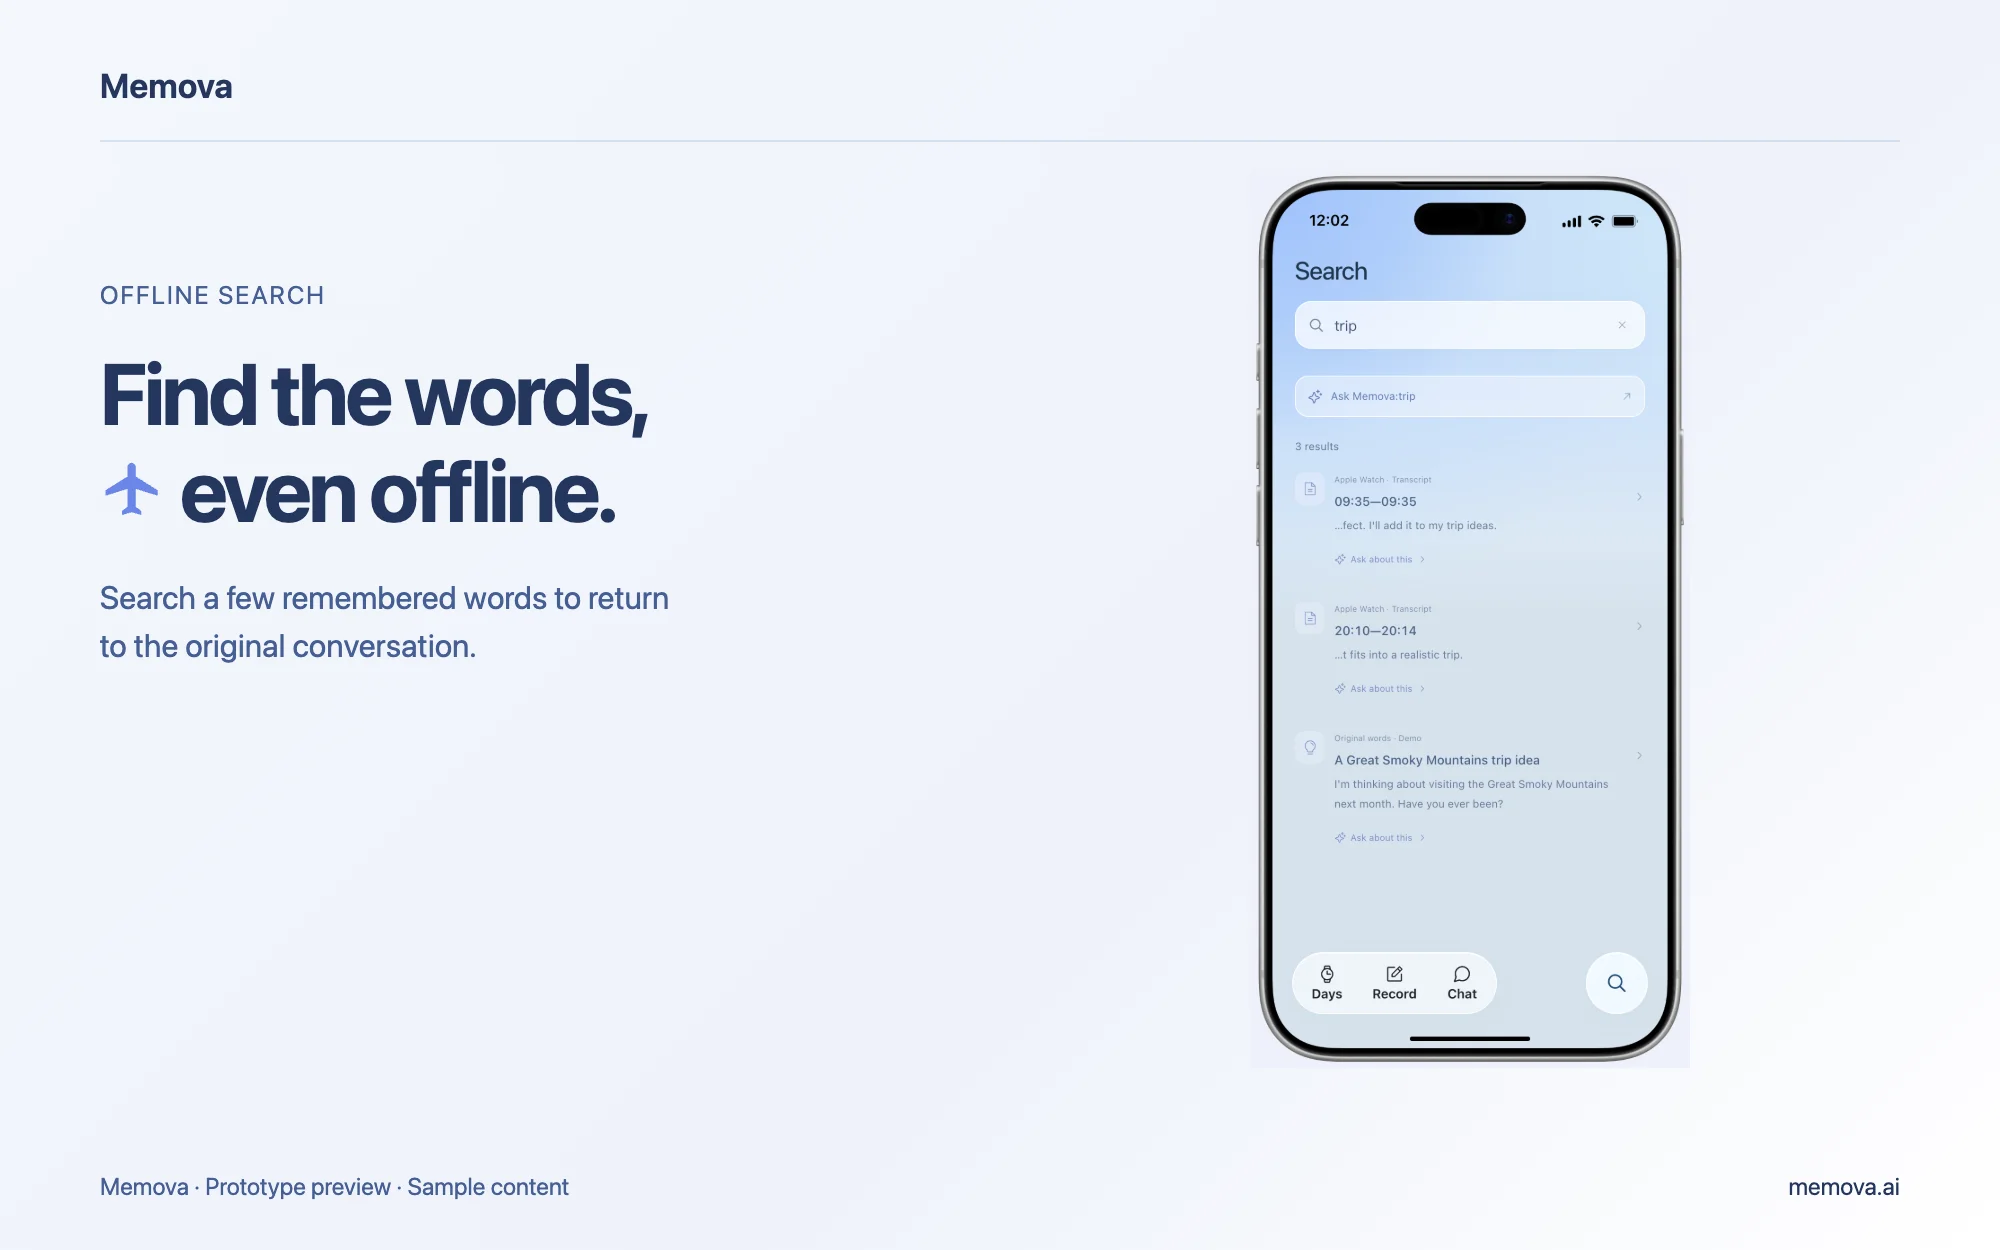 Memova
OFFLINE SEARCH
Find the words,
even offline.
Search a few remembered words to return
to the original conversation.
12:02
Search
trip
Ask Memova:trip
3 results
Apple Watch · Transcript
09:35—09:35
...fect. I'll add it to my trip ideas.
Ask about this
Apple Watch · Transcript
20:10—20:14
...t fits into a realistic trip.
Ask about this
Original words · Demo
A Great Smoky Mountains trip idea
I'm thinking about visiting the Great Smoky Mountains
next month. Have you ever been?
Ask about this
Days Record Chat
Memova · Prototype preview · Sample content
memova.ai